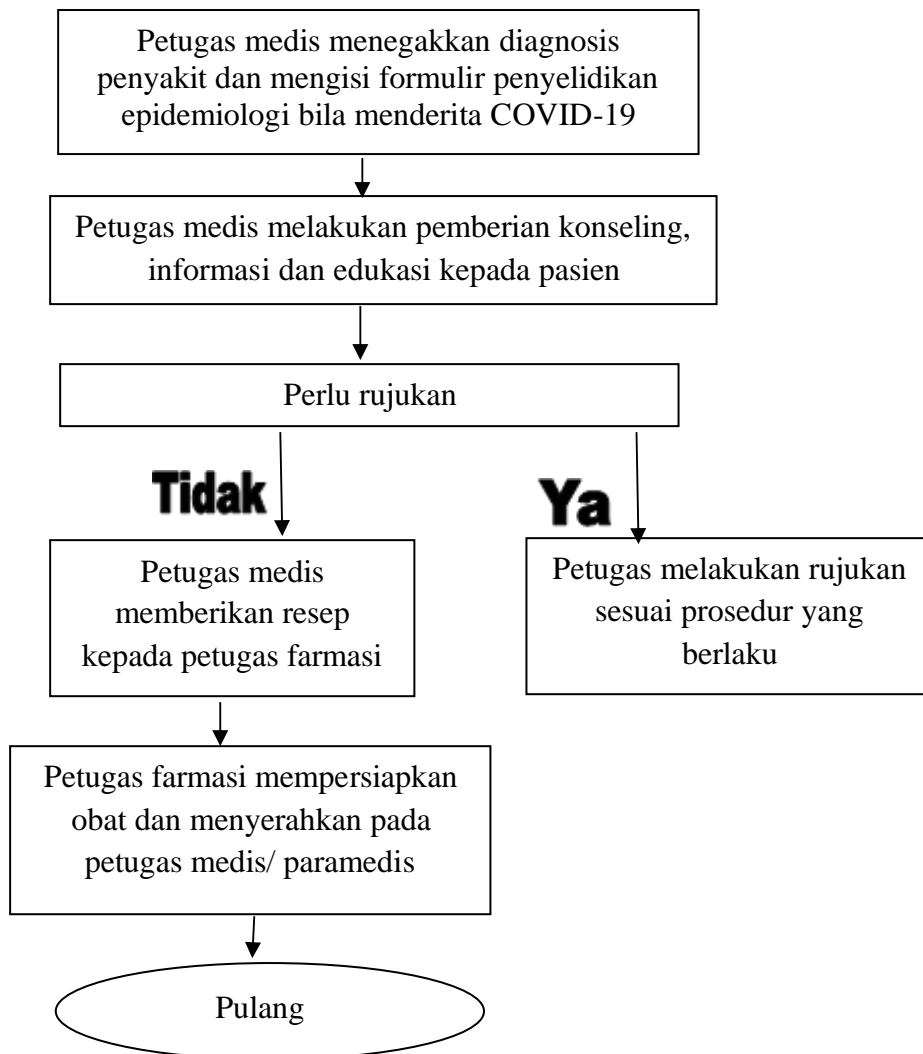 Petugas medis menegakkan diagnosis
penyakit dan mengisi formulir penyelidikan
epidemiologi bila menderita COVID-19
Petugas medis melakukan pemberian konseling,
informasi dan edukasi kepada pasien
Perlu rujukan
Tidak
Ya
Petugas medis
memberikan resep
kepada petugas farmasi
Petugas melakukan rujukan
sesuai prosedur yang
berlaku
Petugas farmasi mempersiapkan
obat dan menyerahkan pada
petugas medis/ paramedis
Pulang